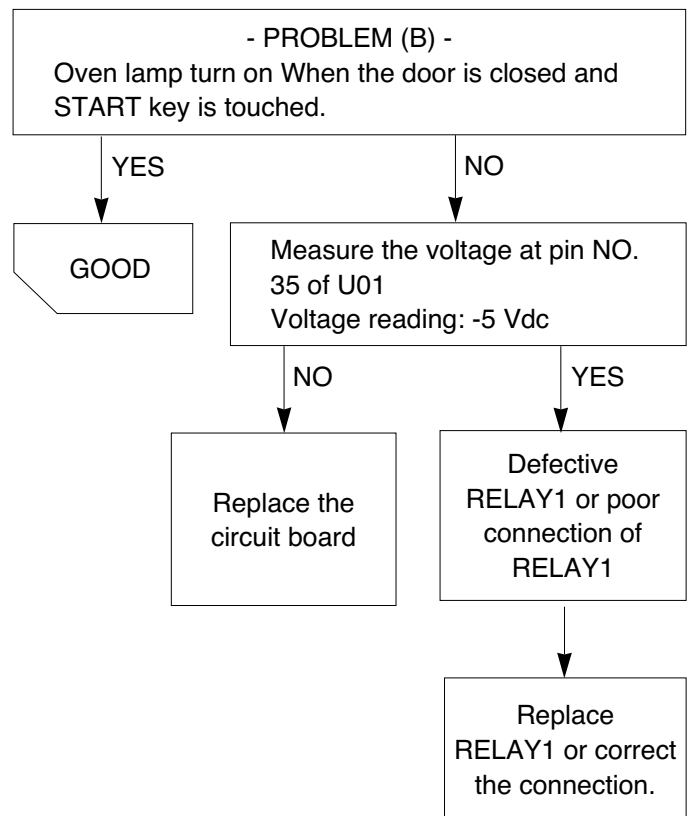 - PROBLEM (B) -
Oven lamp turn on When the door is closed and
START key is touched.
YES
NO
GOOD
Measure the voltage at pin NO.
35 of U01
Voltage reading: -5 Vdc
NO
YES
Replace the
circuit board
Defective
RELAY1 or poor
connection of
RELAY1
Replace
RELAY1 or correct
the connection.